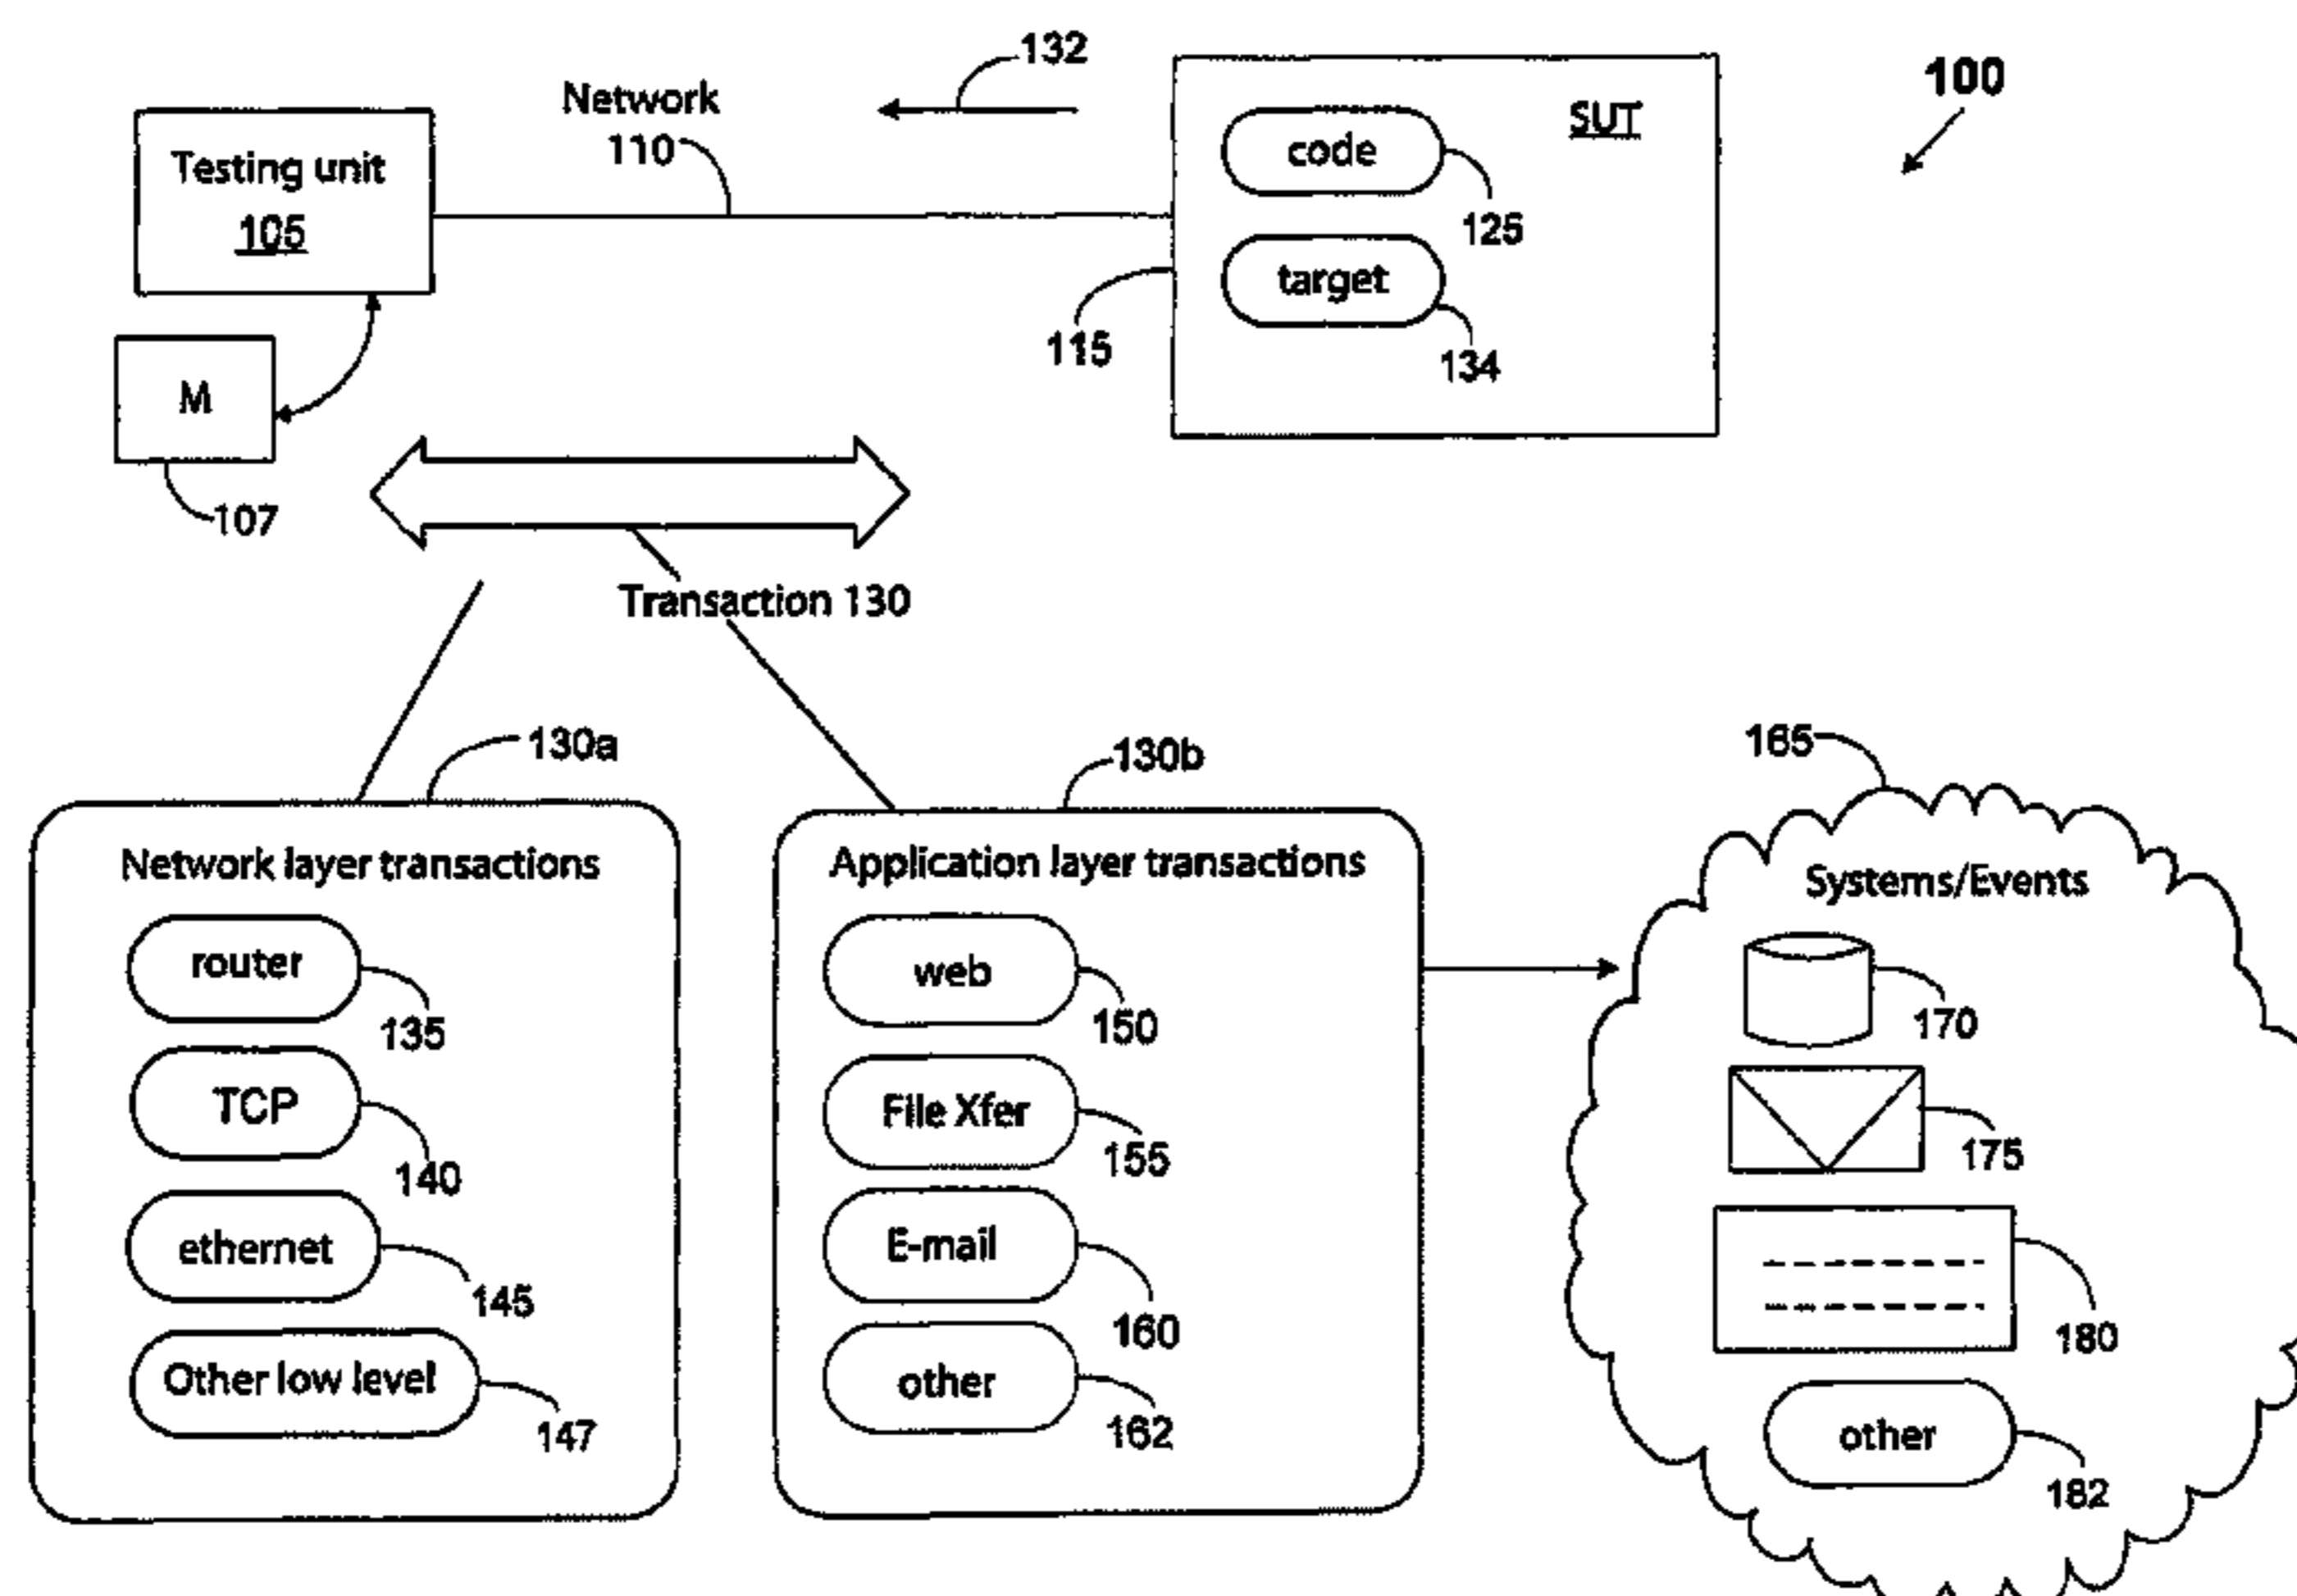 132
100
Network
110
Testing unit
105
SUT
code
125
target
134
115
M
107
Transaction 130
130a
130b
165
Network layer transactions
router
135
TCP
140
ethernet
145
Other low level
147
Application layer transactions
web
150
File Xfer
155
E-mail
160
other
162
Systems/Events
170
175
180
other
182